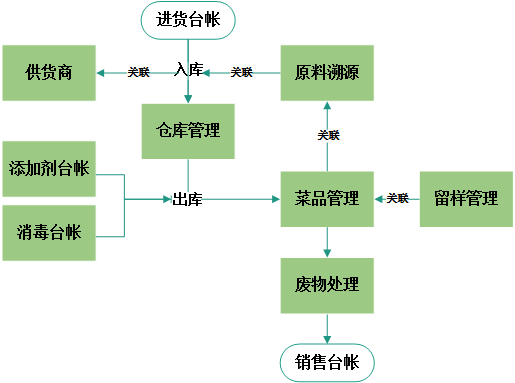 进货台帐
供货商
关联
入库
关联
原料溯源
仓库管理
关联
添加剂台帐
消毒台帐
出库
菜品管理
关联
留样管理
废物处理
销售台帐